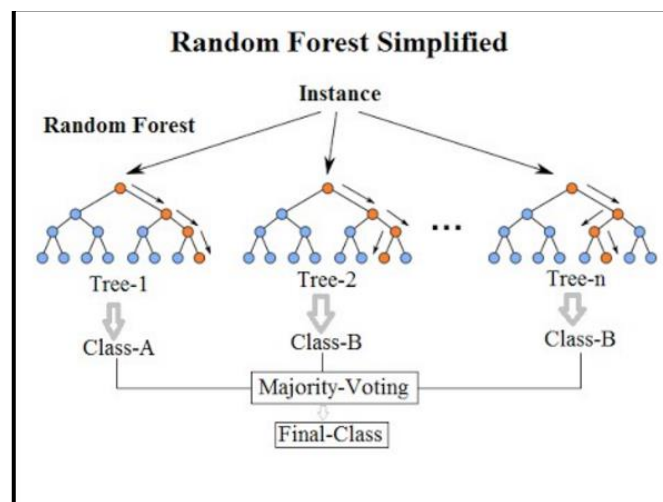 Random Forest Simplified
Instance
Random Forest
...
Tree-1
Tree-2
Tree-n
Class-A
Class-B
Class-B
Majority-Voting
Final-Class